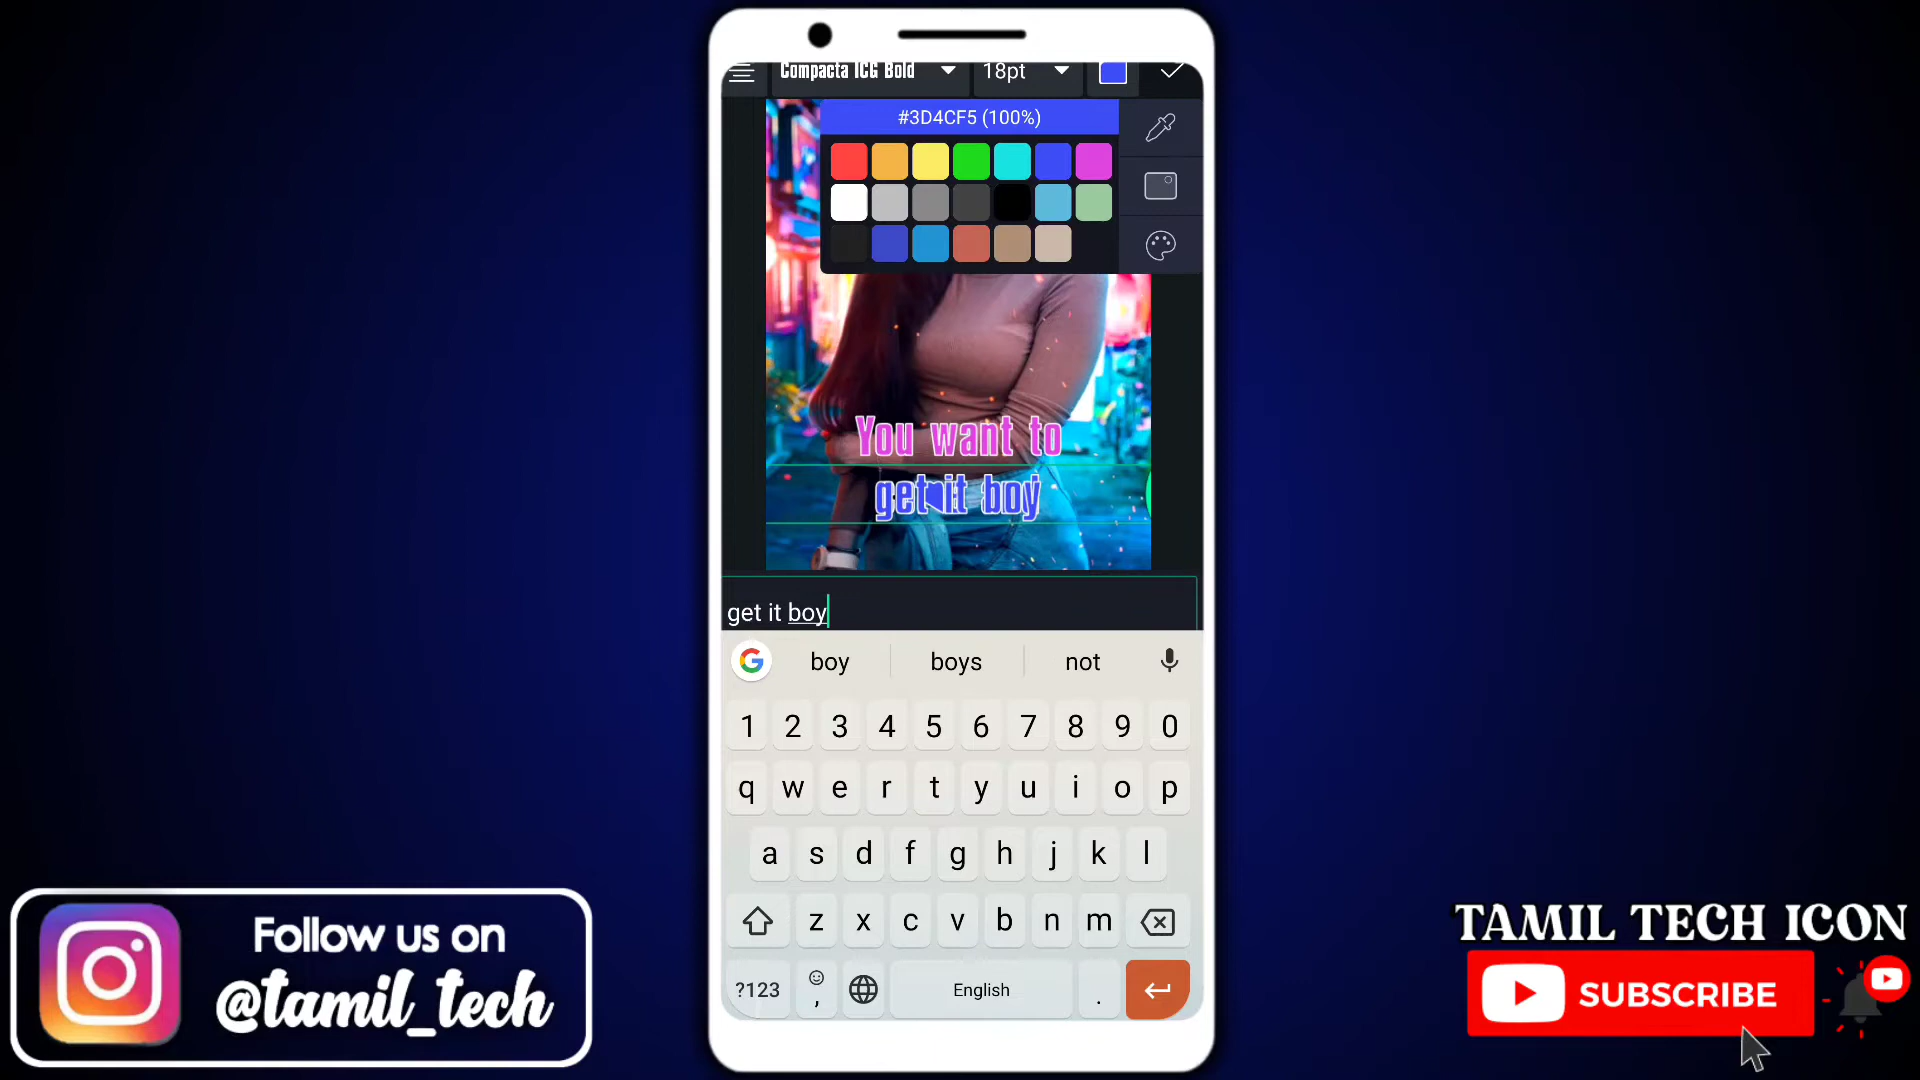 Compacta ICG Bold
18pt
#3D4CF5 (100%)
You want to
get it boy
get it boy
boy boys not
1 2 3 4 5 6 7 8 9 0
q w e r t y u i o p
a s d f g h j k l
z x c v b n m
?123 , English .
Follow us on
@tamil_tech
TAMIL TECH ICON
SUBSCRIBE